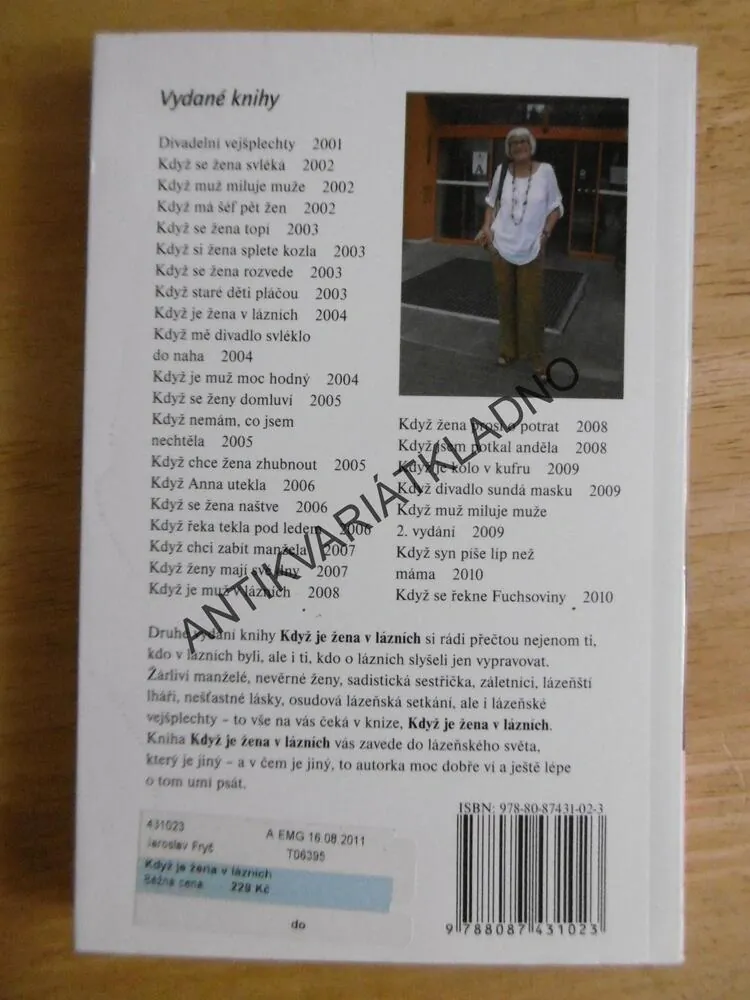 Vydané knihy
Divadelní vejšplechty 2001
Když se žena svléká 2002
Když muž miluje muže 2002
Když má šéf pět žen 2002
Když se žena topí 2003
Když si žena splete kozla 2003
Když se žena rozvede 2003
Když staré děti pláčou 2003
Když je žena v lázních 2004
Když mě divadlo svléklo
do naha 2004
Když je muž moc hodný 2004
Když se ženy domluví 2005
Když nemám, co jsem
nechtěla 2005
Když chce žena zhubnout 2005
Když Anna utekla 2006
Když se žena naštve 2006
Když řeka tekla pod ledem 2006
Když chci zabít manžela 2007
Když ženy mají své dny 2007
Když je muž v lázních 2008
Když žena prosí o potrat 2008
Když jsem potkal anděla 2008
Když je kolo v kufru 2009
Když divadlo sundá masku 2009
Když muž miluje muže
2. vydání 2009
Když syn píše líp než
máma 2010
Když se řekne Fuchsoviny 2010
ANTIKVARIÁTKLADNO
Druhé vydání knihy Když je žena v lázních si rádi přečtou nejenom ti,
kdo v lázních byli, ale i ti, kdo o lázních slyšeli jen vypravovat.
Žárliví manželé, nevěrné ženy, sadistická sestřička, záletníci, lázeňští
lháři, nešťastné lásky, osudová lázeňská setkání, ale i lázeňské
vejšplechty – to vše na vás čeká v knize, Když je žena v lázních.
Kniha Když je žena v lázních vás zavede do lázeňského světa,
který je jiný – a v čem je jiný, to autorka moc dobře ví a ještě lépe
o tom umí psát.
ISBN: 978-80-87431-02-3
431023
A EMG 16.08.2011
Jaroslav Fryš
T06395
Když je žena v lázních
Běžná cena 229 Kč
do
9 788087 431023